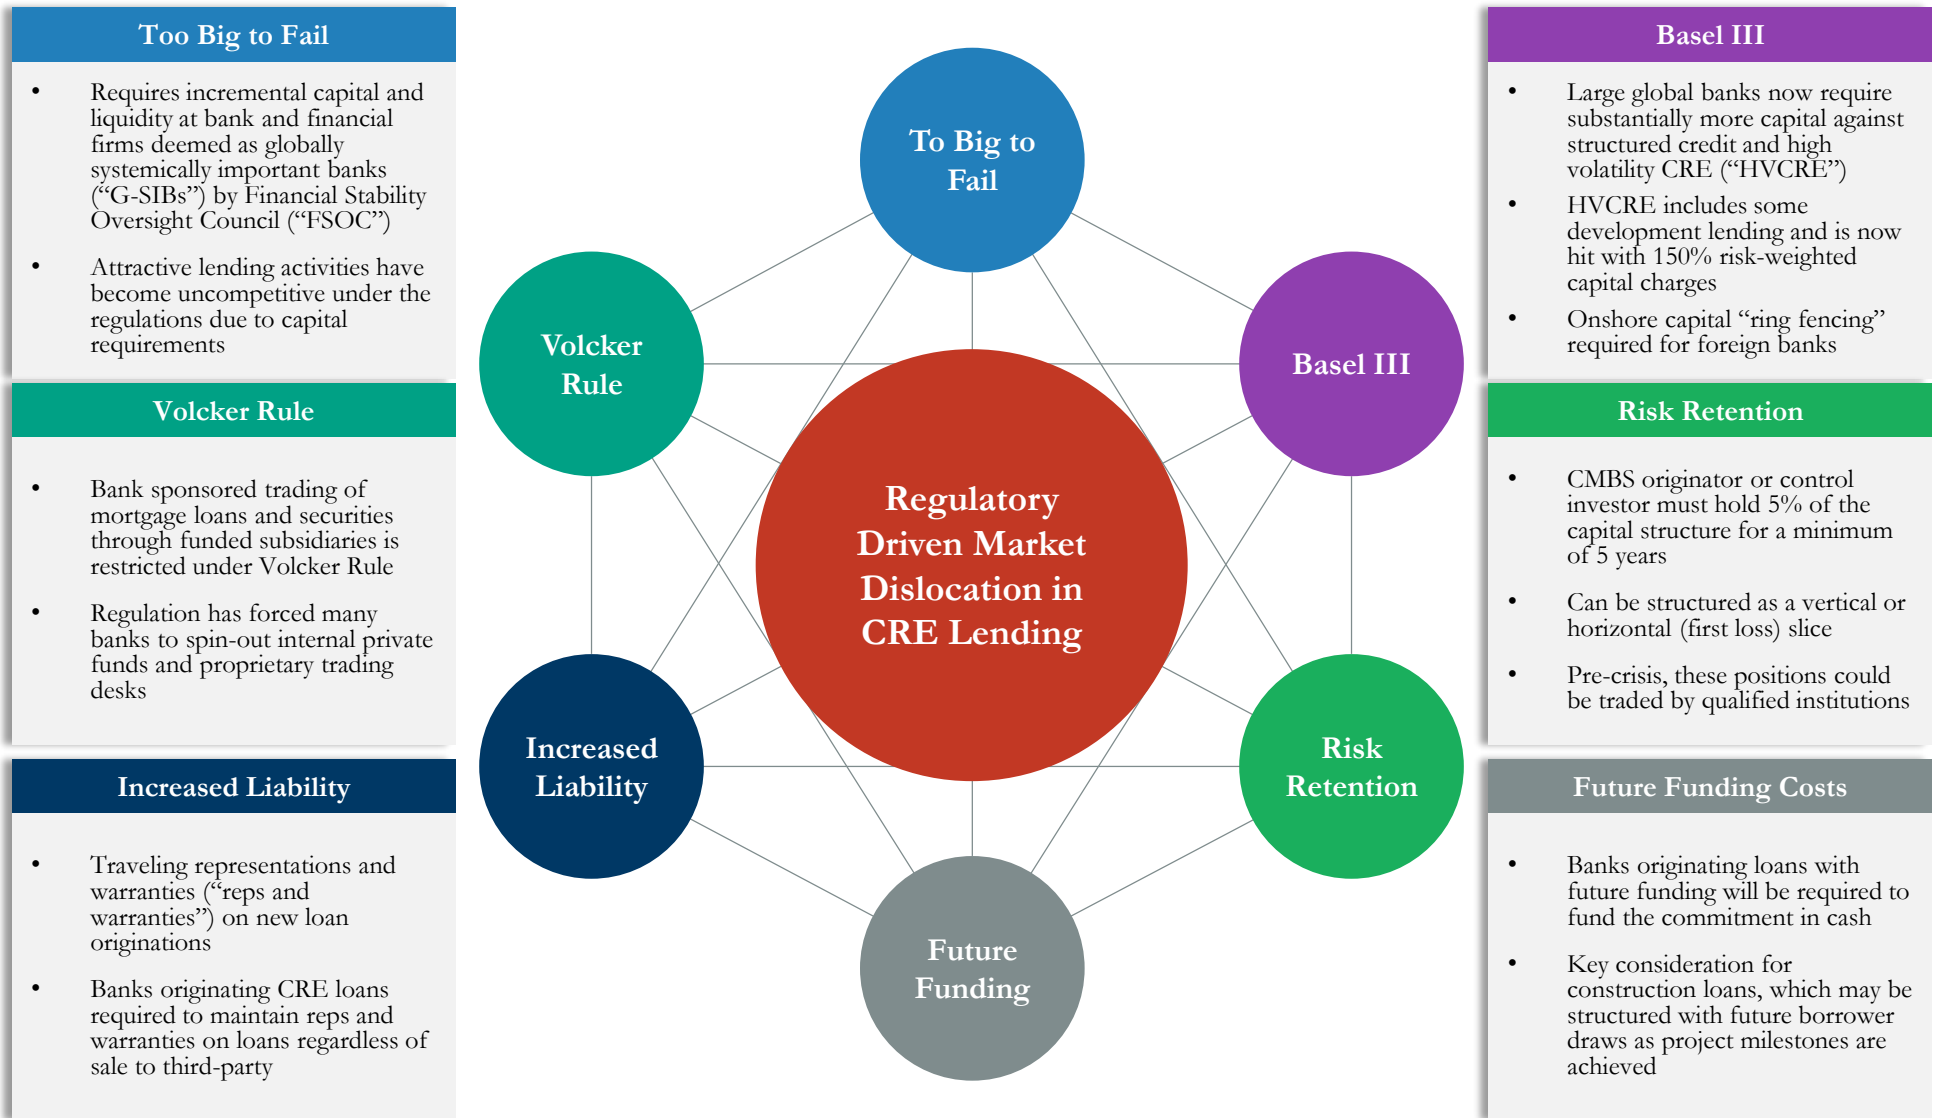 Too Big to Fail
• Requires incremental capital and
liquidity at bank and financial
firms deemed as globally
systemically important banks
(“G-SIBs”) by Financial Stability
Oversight Council (“FSOC”)
• Attractive lending activities have
become uncompetitive under the
regulations due to capital
requirements
Volcker Rule
• Bank sponsored trading of
mortgage loans and securities
through funded subsidiaries is
restricted under Volcker Rule
• Regulation has forced many
banks to spin-out internal private
funds and proprietary trading
desks
Increased Liability
• Traveling representations and
warranties (“reps and
warranties”) on new loan
originations
• Banks originating CRE loans
required to maintain reps and
warranties on loans regardless of
sale to third-party
To Big to
Fail
Volcker
Rule
Basel III
Regulatory
Driven Market
Dislocation in
CRE Lending
Increased
Liability
Risk
Retention
Future
Funding
Basel III
• Large global banks now require
substantially more capital against
structured credit and high
volatility CRE (“HVCRE”)
• HVCRE includes some
development lending and is now
hit with 150% risk-weighted
capital charges
• Onshore capital “ring fencing”
required for foreign banks
Risk Retention
• CMBS originator or control
investor must hold 5% of the
capital structure for a minimum
of 5 years
• Can be structured as a vertical or
horizontal (first loss) slice
• Pre-crisis, these positions could
be traded by qualified institutions
Future Funding Costs
• Banks originating loans with
future funding will be required to
fund the commitment in cash
• Key consideration for
construction loans, which may be
structured with future borrower
draws as project milestones are
achieved